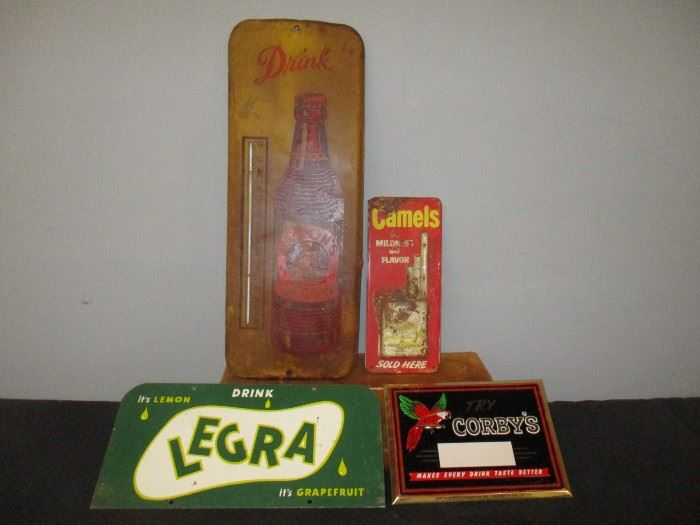 Drink
Camels
MILDNESS
and
FLAVOR
SOLD HERE
it's LEMON
DRINK
LEGRA
it's GRAPEFRUIT
TRY
CORBY'S
MAKES EVERY DRINK TASTE BETTER